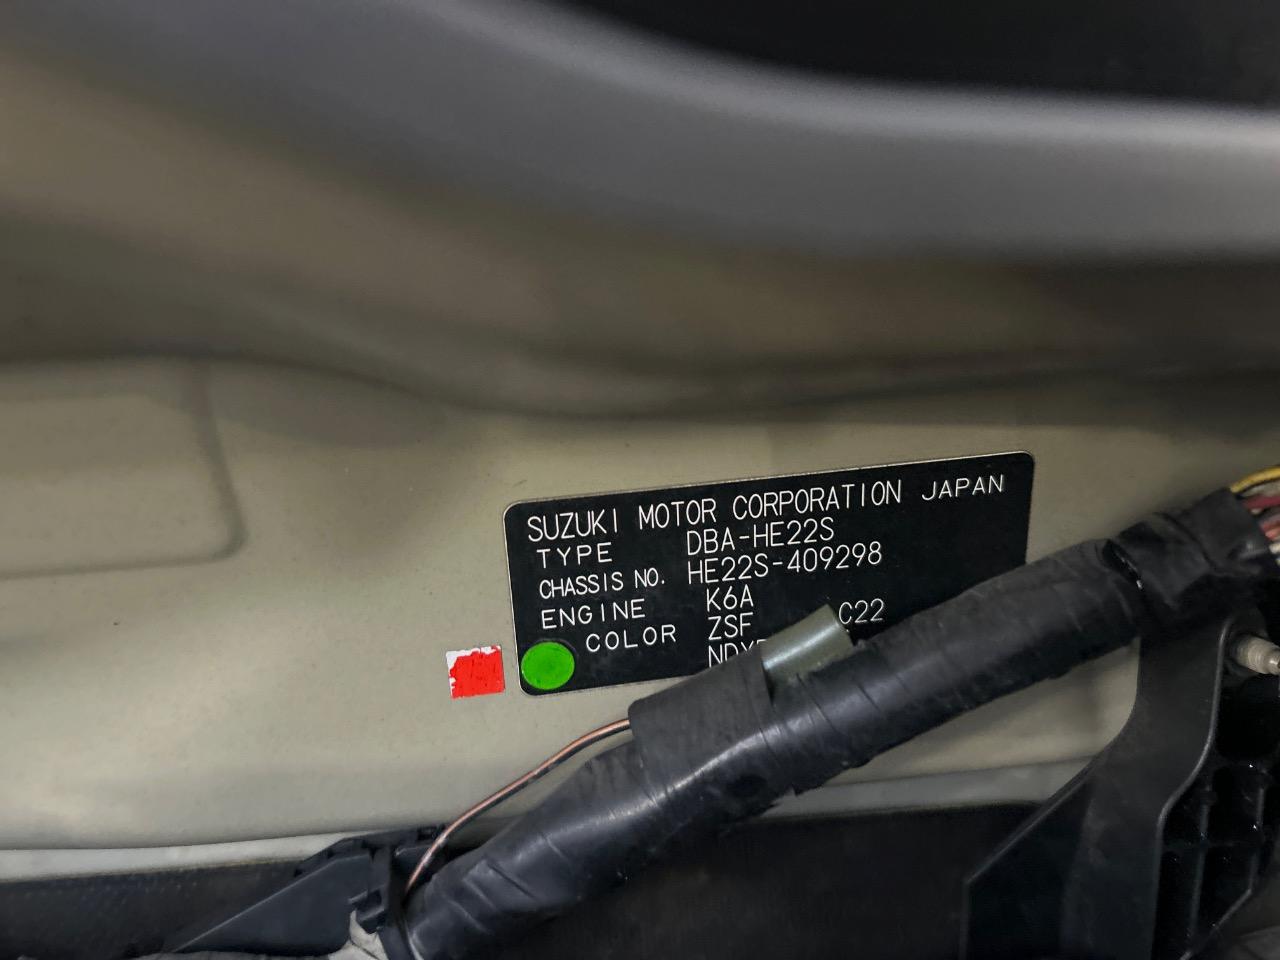 SUZUKI MOTOR CORPORATION JAPAN
TYPE DBA-HE22S
CHASSIS NO. HE22S-409298
ENGINE K6A
COLOR ZSF C22